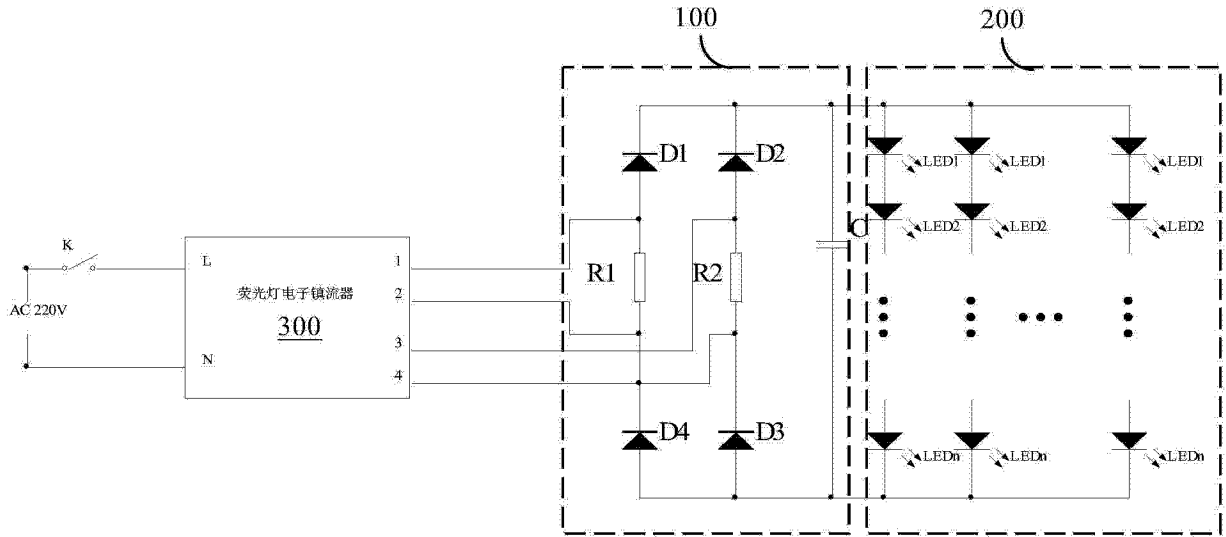 100
200
D1
D2
LED1
LED1
LED1
LED2
LED2
LED2
K
L
1
R1
R2
C
AC 220V
荧光灯电子镇流器
2
300
3
N
4
D4
D3
LEDn
LEDn
LEDn